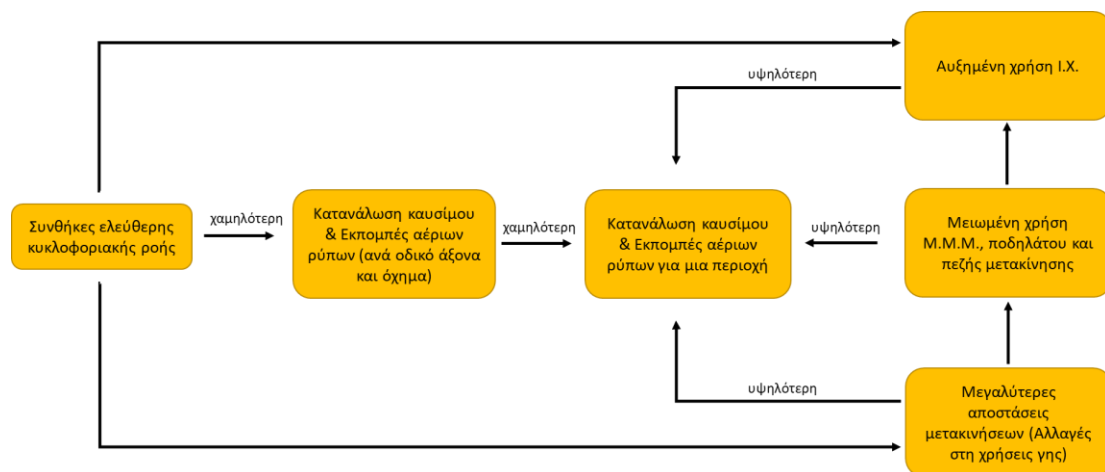 Αυξημένη χρήση Ι.Χ.
υψηλότερη
Συνθήκες ελεύθερης
κυκλοφοριακής ροής
χαμηλότερη
Κατανάλωση καυσίμου
& Εκπομπές αέριων
ρύπων (ανά οδικό άξονα
και όχημα)
χαμηλότερη
Κατανάλωση καυσίμου
& Εκπομπές αέριων
ρύπων για μια περιοχή
υψηλότερη
Μειωμένη χρήση
Μ.Μ.Μ., ποδηλάτου και
πεζής μετακίνησης
υψηλότερη
Μεγαλύτερες
αποστάσεις
μετακινήσεων (Αλλαγές
στη χρήσεις γης)